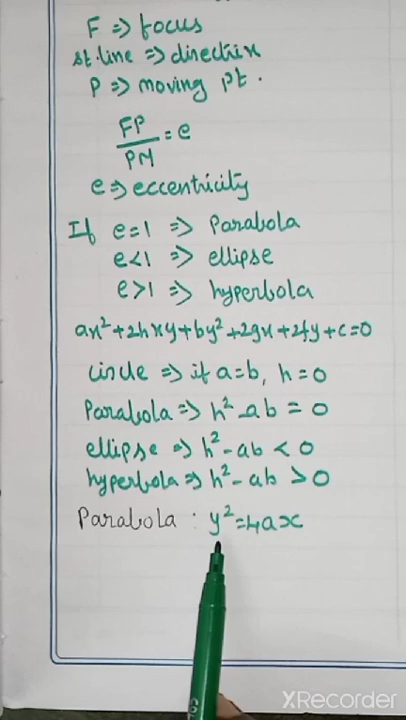 F => focus
st.line => directrix
P => moving pt.
FP/PM = e
e => eccentricity
If e=1 => Parabola
e<1 => ellipse
e>1 => hyperbola
ax²+2hxy+by²+2gx+2fy+c=0
circle => if a=b, h=0
Parabola => h²-ab = 0
ellipse => h²-ab < 0
hyperbola => h²-ab > 0
Parabola : y²=4ax
XRecorder